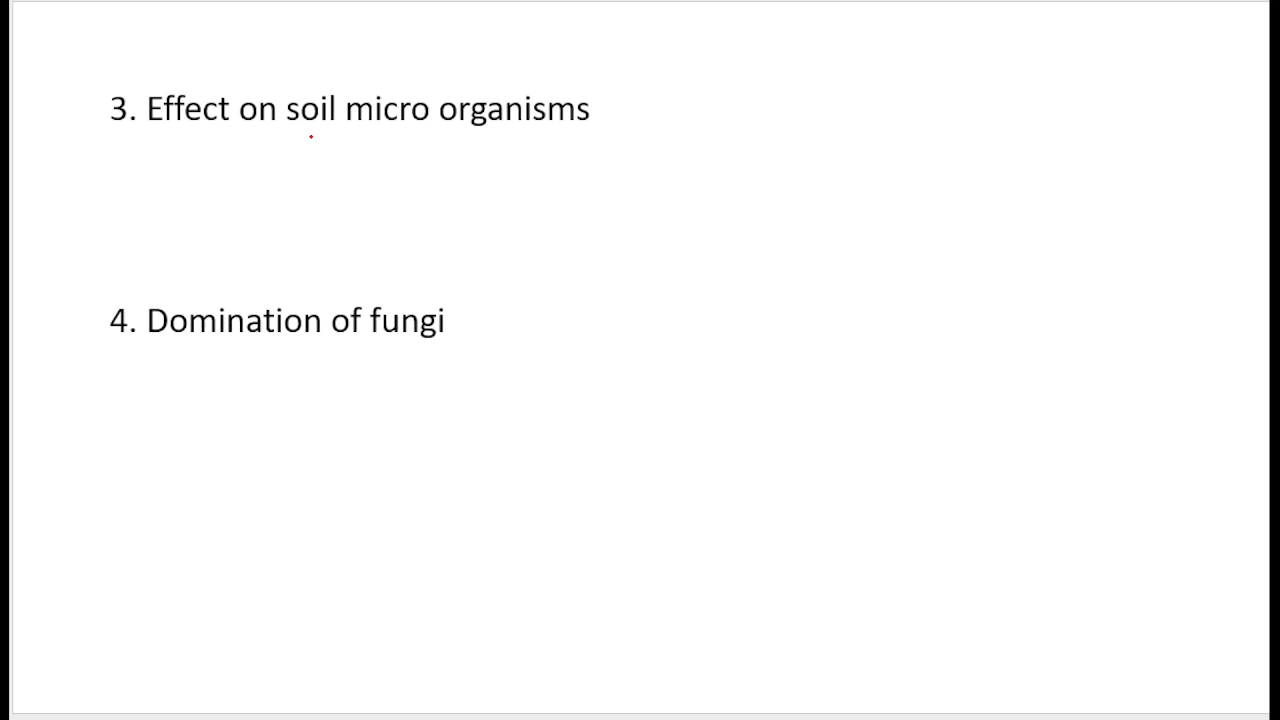 3. Effect on soil micro organisms
4. Domination of fungi